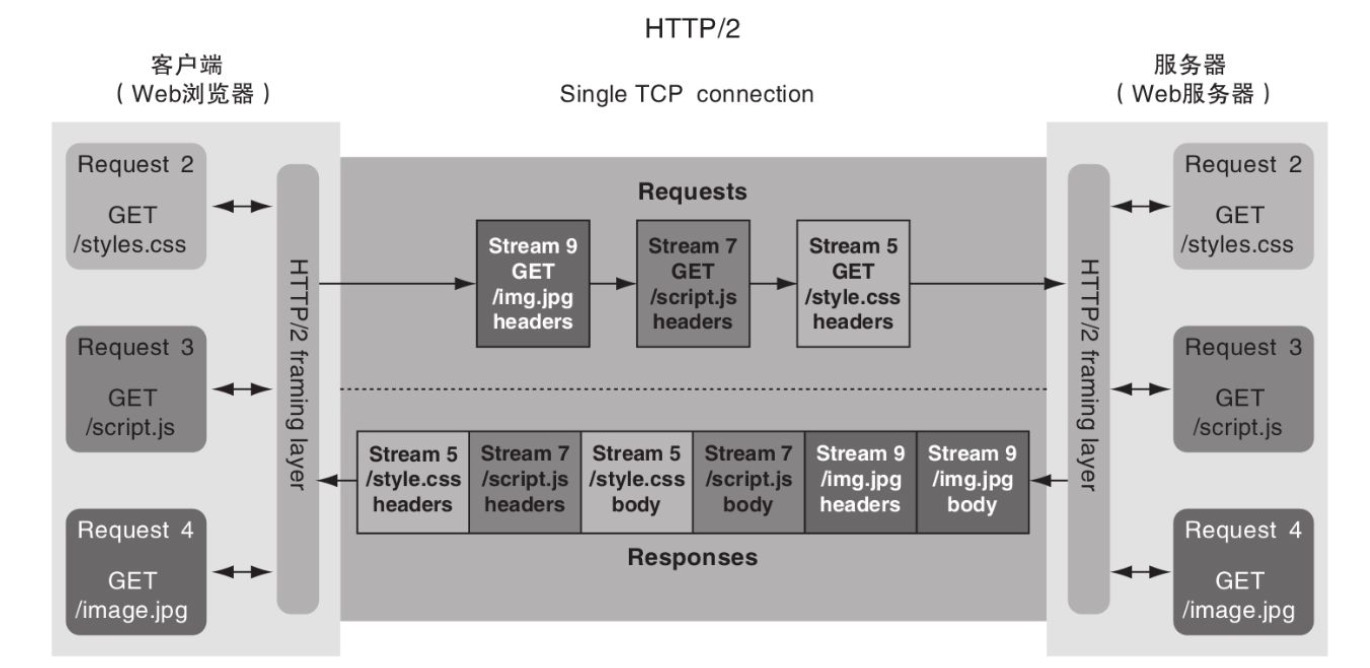 HTTP/2
客户端
（Web浏览器）
Single TCP connection
服务器
（Web服务器）
Request 2
GET
/styles.css
Request 3
GET
/script.js
Request 4
GET
/image.jpg
HTTP/2 framing layer
Requests
Stream 9
GET
/img.jpg
headers
Stream 7
GET
/script.js
headers
Stream 5
GET
/style.css
headers
Stream 5
/style.css
headers
Stream 7
/script.js
headers
Stream 5
/style.css
body
Stream 7
/script.js
body
Stream 9
/img.jpg
headers
Stream 9
/img.jpg
body
Responses
HTTP/2 framing layer
Request 2
GET
/styles.css
Request 3
GET
/script.js
Request 4
GET
/image.jpg